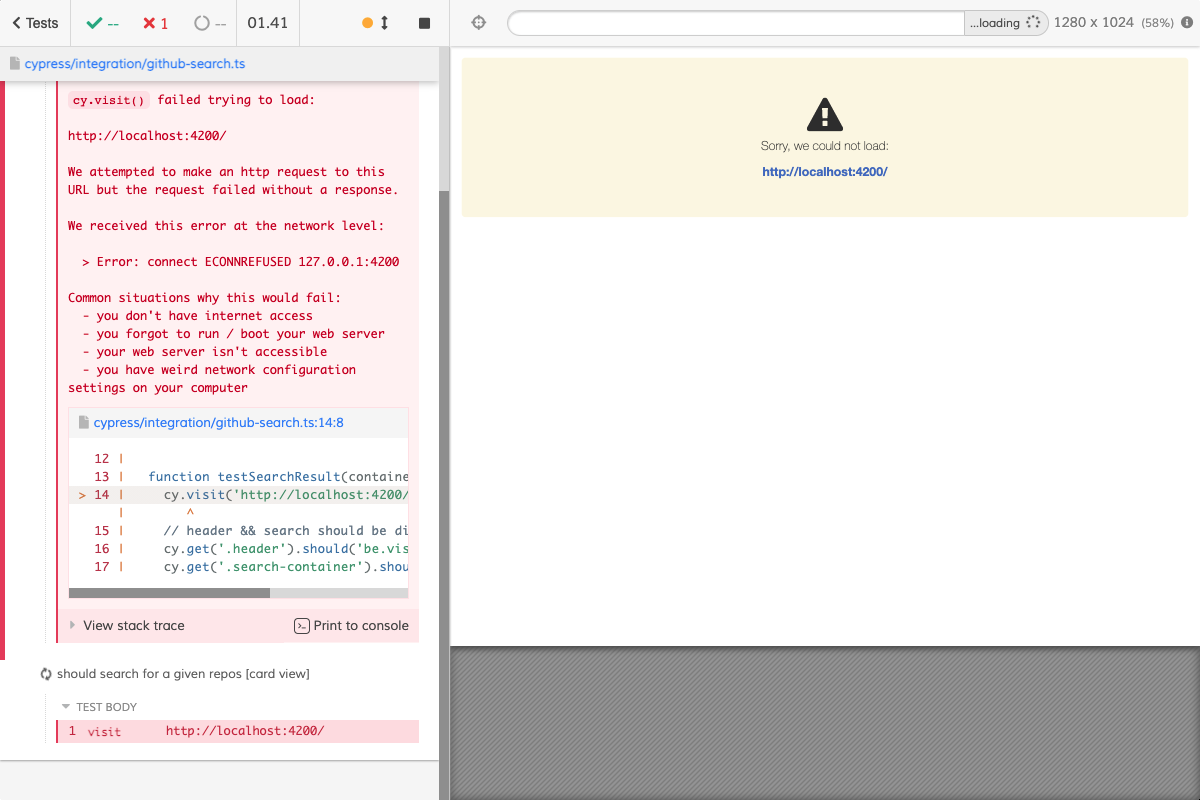 Tests
--
1
--
01.41
...loading
1280 x 1024 (58%)
cypress/integration/github-search.ts
cy.visit() failed trying to load:
http://localhost:4200/
We attempted to make an http request to this
URL but the request failed without a response.
We received this error at the network level:
> Error: connect ECONNREFUSED 127.0.0.1:4200
Common situations why this would fail:
- you don't have internet access
- you forgot to run / boot your web server
- your web server isn't accessible
- you have weird network configuration
settings on your computer
cypress/integration/github-search.ts:14:8
12 |
13 | function testSearchResult(containe
> 14 | cy.visit('http://localhost:4200/
| ^
15 | // header && search should be di
16 | cy.get('.header').should('be.vis
17 | cy.get('.search-container').shou
View stack trace
Print to console
should search for a given repos [card view]
TEST BODY
1 visit http://localhost:4200/
Sorry, we could not load:
http://localhost:4200/